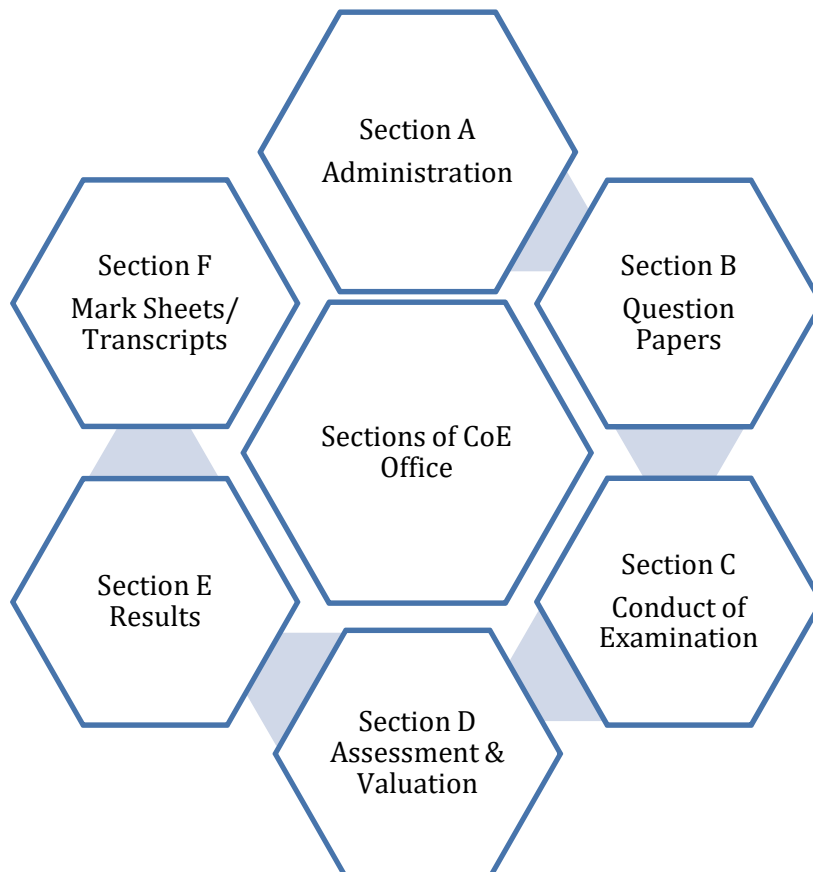 Section A
Administration
Section B
Question
Papers
Section C
Conduct of
Examination
Section D
Assessment &
Valuation
Section E
Results
Section F
Mark Sheets/
Transcripts
Sections of CoE
Office